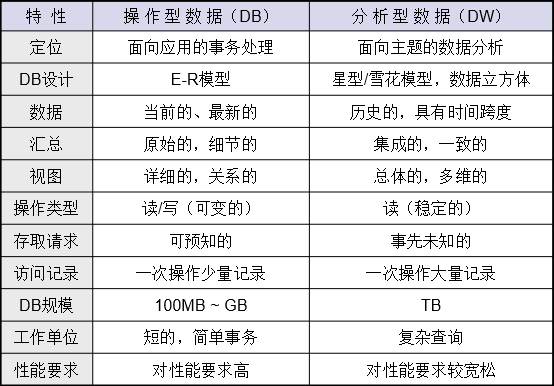 特 性 操作型数据（DB） 分析型数据（DW）
定位 面向应用的事务处理 面向主题的数据分析
DB设计 E-R模型 星型/雪花模型，数据立方体
数据 当前的、最新的 历史的，具有时间跨度
汇总 原始的，细节的 集成的，一致的
视图 详细的，关系的 总体的，多维的
操作类型 读/写（可变的） 读（稳定的）
存取请求 可预知的 事先未知的
访问记录 一次操作少量记录 一次操作大量记录
DB规模 100MB ~ GB TB
工作单位 短的，简单事务 复杂查询
性能要求 对性能要求高 对性能要求较宽松